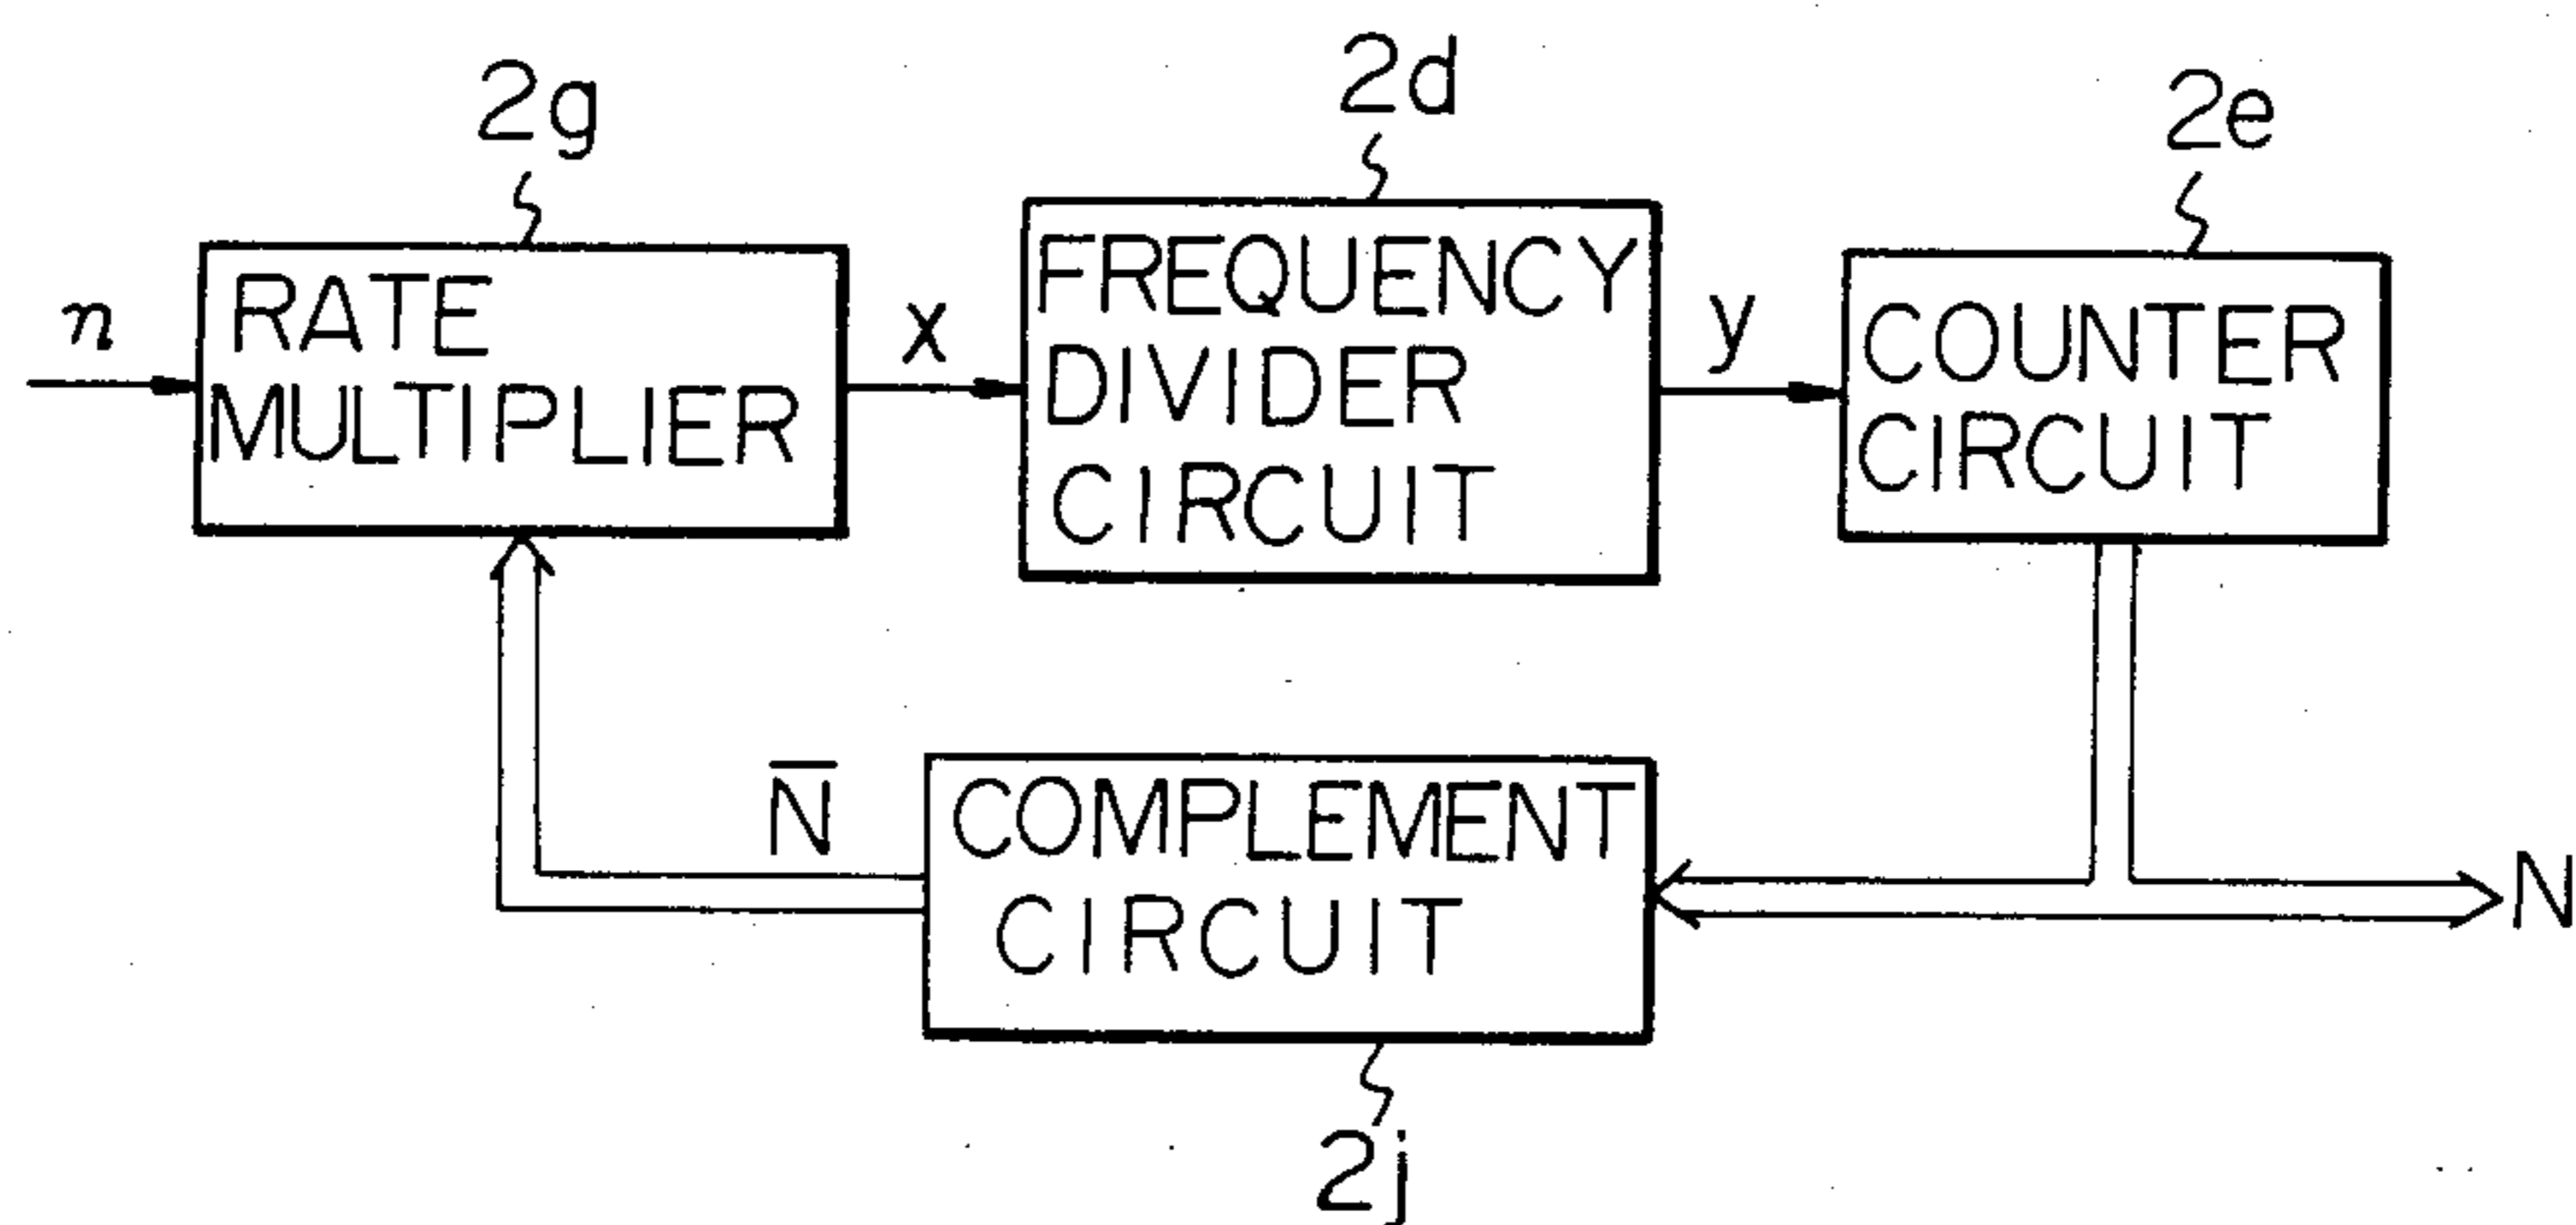 2g
2d
2e
n
RATE
MULTIPLIER
x
FREQUENCY
DIVIDER
CIRCUIT
y
COUNTER
CIRCUIT
N̅
COMPLEMENT
CIRCUIT
N
2j